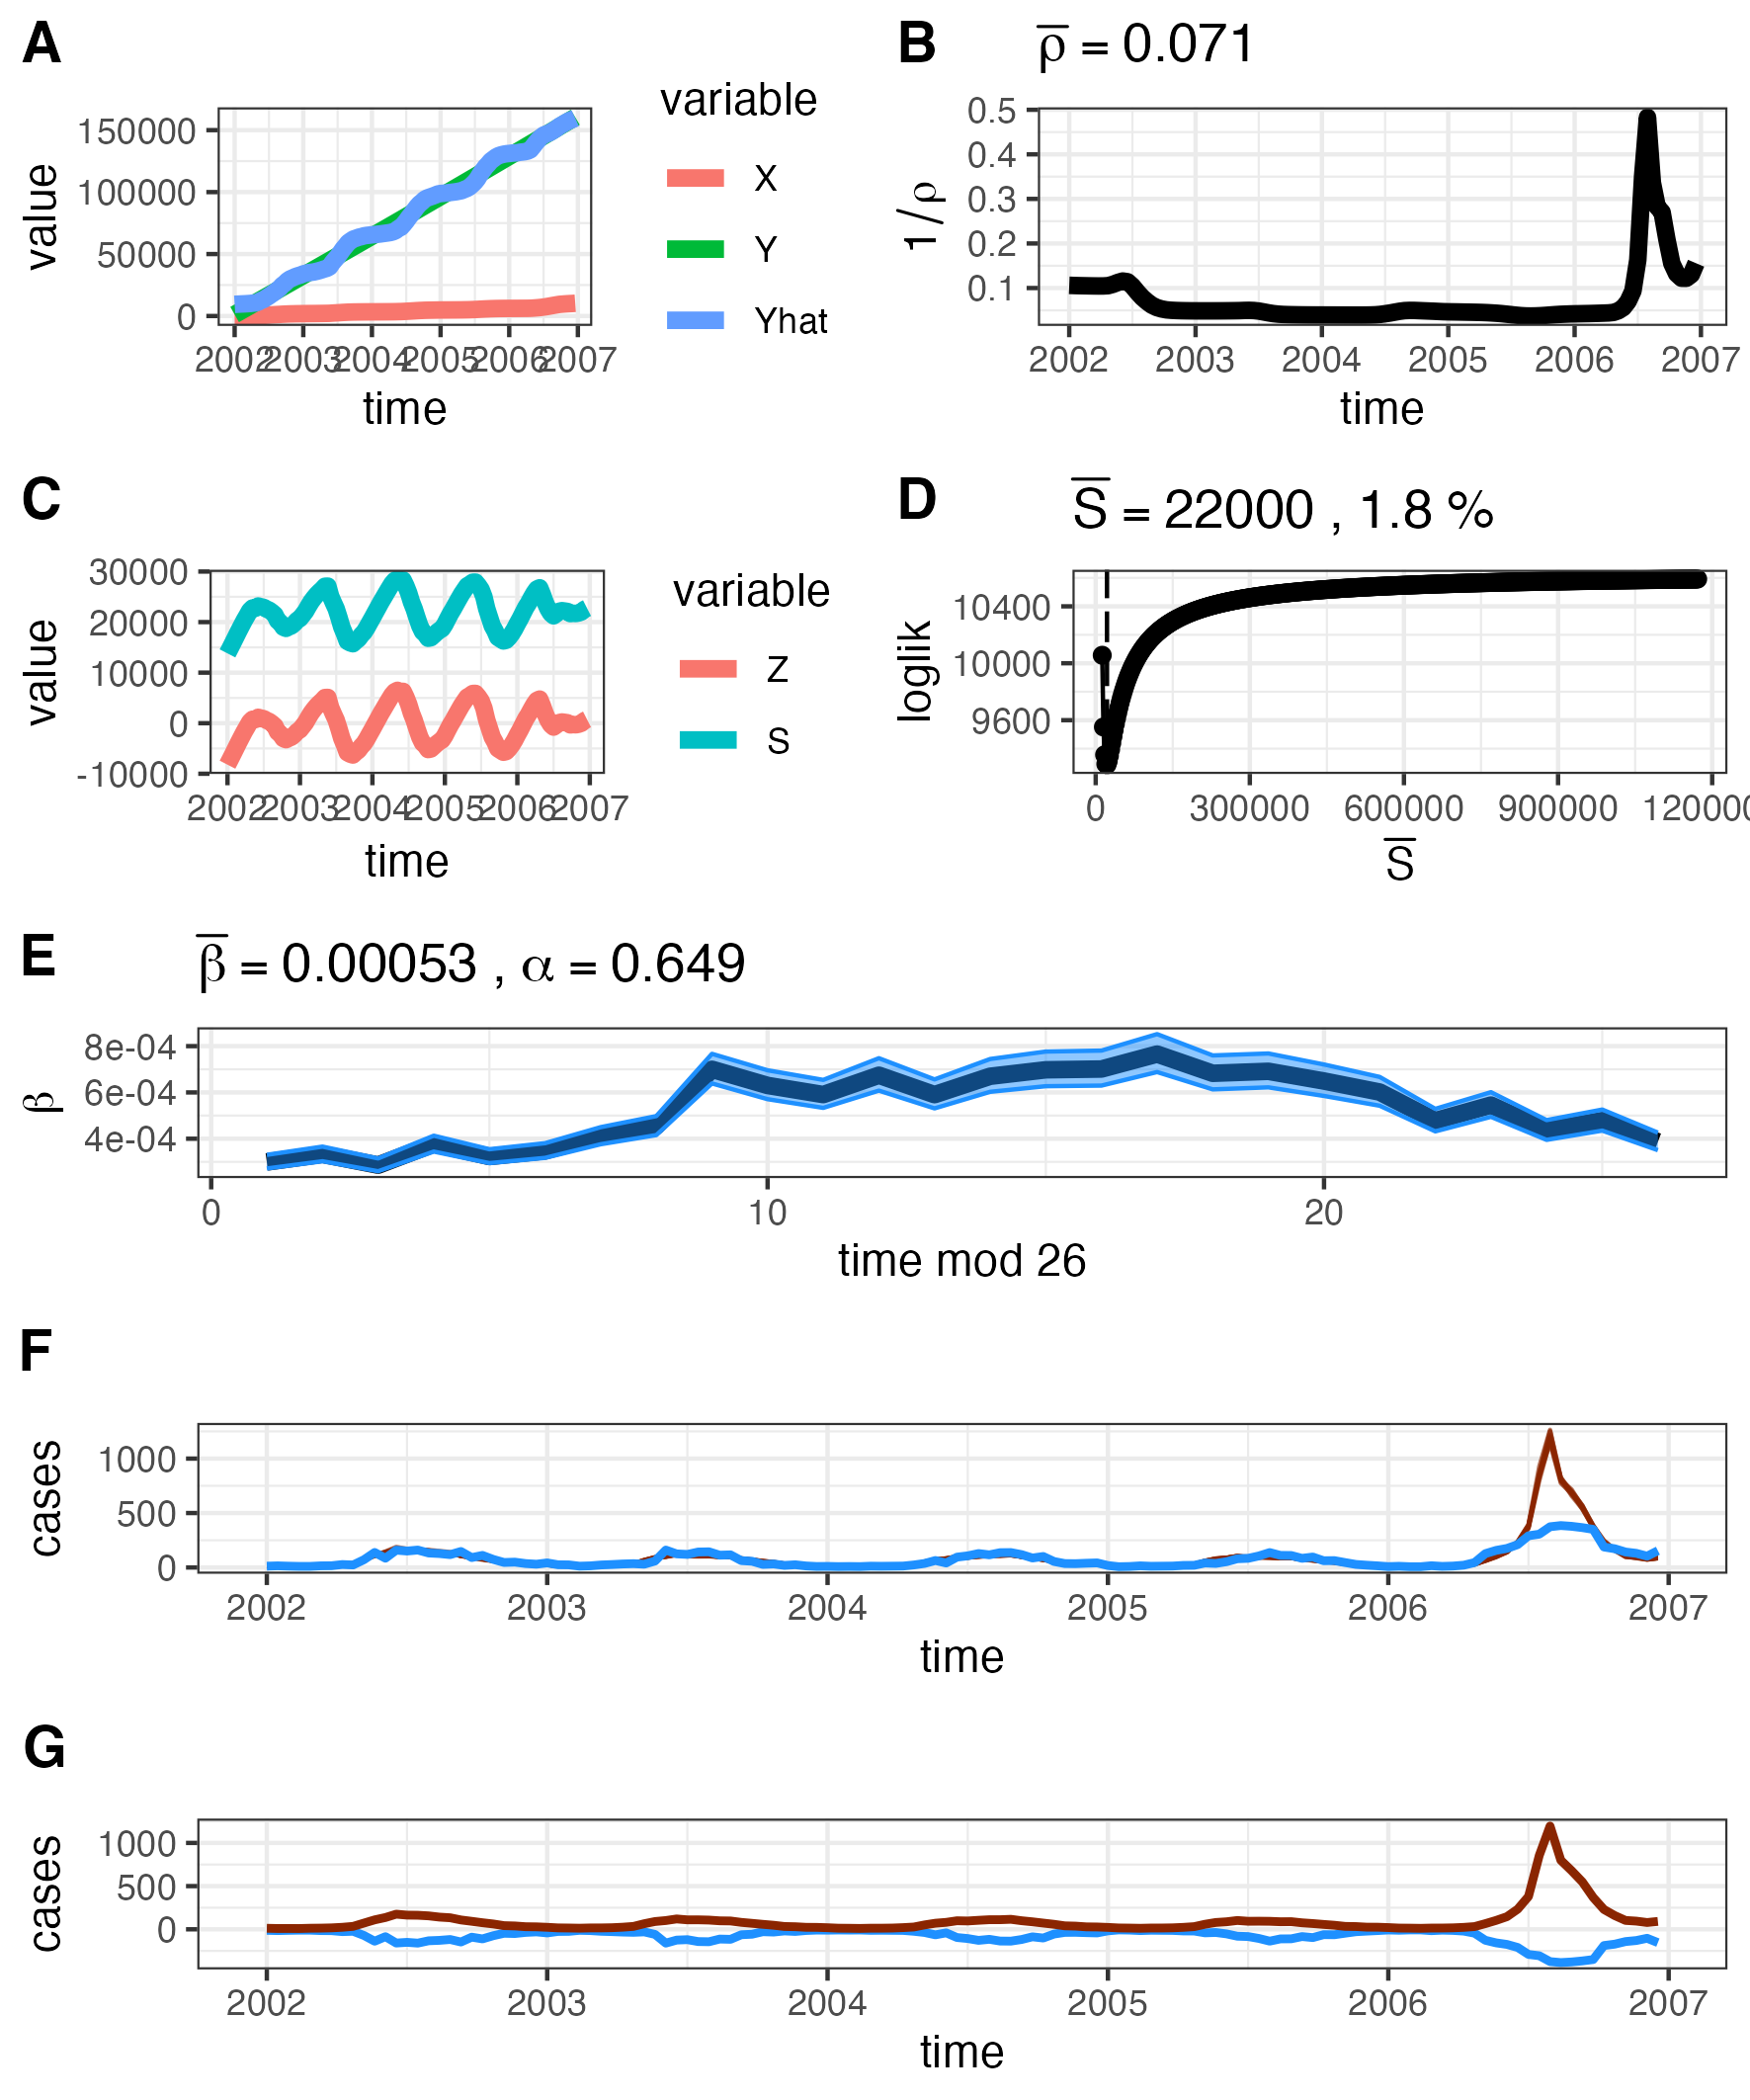 A
variable
X
Y
Yhat
value
150000
100000
50000
0
2002 2003 2004 2005 2006 2007
time
B
ρ̅ = 0.071
1/ρ
0.5
0.4
0.3
0.2
0.1
2002 2003 2004 2005 2006 2007
time
C
variable
Z
S
value
30000
20000
10000
0
-10000
2002 2003 2004 2005 2006 2007
time
D
S̅ = 22000 , 1.8 %
loglik
10400
10000
9600
0 300000 600000 900000
S̅
E
β̅ = 0.00053 , α = 0.649
β
8e-04
6e-04
4e-04
0 10 20
time mod 26
F
cases
1000
500
0
2002 2003 2004 2005 2006 2007
time
G
cases
1000
500
0
2002 2003 2004 2005 2006 2007
time